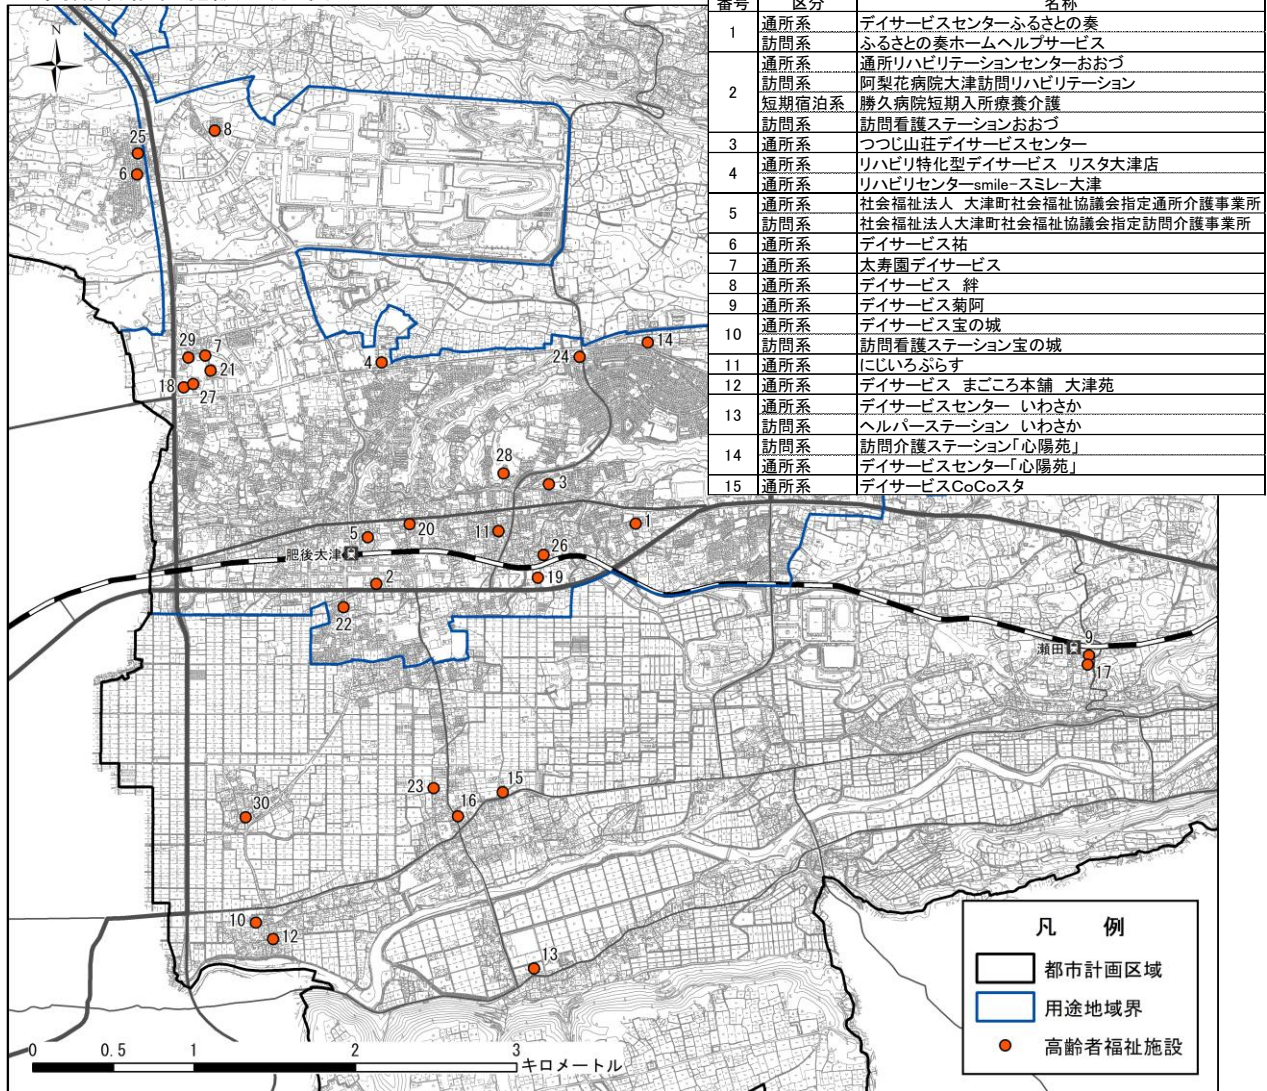 番号 区分 名称
1 通所系 デイサービスセンターふるさとの奏
訪問系 ふるさとの奏ホームヘルプサービス
2 通所系 通所リハビリテーションセンターおおづ
訪問系 阿梨花病院大津訪問リハビリテーション
短期宿泊系 勝久病院短期入所療養介護
訪問系 訪問看護ステーションおおづ
3 通所系 つつじ山荘デイサービスセンター
4 通所系 リハビリ特化型デイサービス リスタ大津店
通所系 リハビリセンターsmile-スミレ-大津
5 通所系 社会福祉法人 大津町社会福祉協議会指定通所介護事業所
訪問系 社会福祉法人大津町社会福祉協議会指定訪問介護事業所
6 通所系 デイサービス祐
7 通所系 太寿園デイサービス
8 通所系 デイサービス 絆
9 通所系 デイサービス菊阿
10 通所系 デイサービス宝の城
訪問系 訪問看護ステーション宝の城
11 通所系 にじいろぷらす
12 通所系 デイサービス まごころ本舗 大津苑
13 通所系 デイサービスセンター いわさか
訪問系 ヘルパーステーション いわさか
14 訪問系 訪問介護ステーション「心陽苑」
通所系 デイサービスセンター「心陽苑」
15 通所系 デイサービスCoCoスタ
N
8
25
6
29
7
14
4
24
21
18
27
28
3
5
20
11
1
肥後大津
26
2
19
22
瀬田
9
17
23
15
30
16
10
12
13
凡 例
都市計画区域
用途地域界
高齢者福祉施設
0 0.5 1 2 3
キロメートル